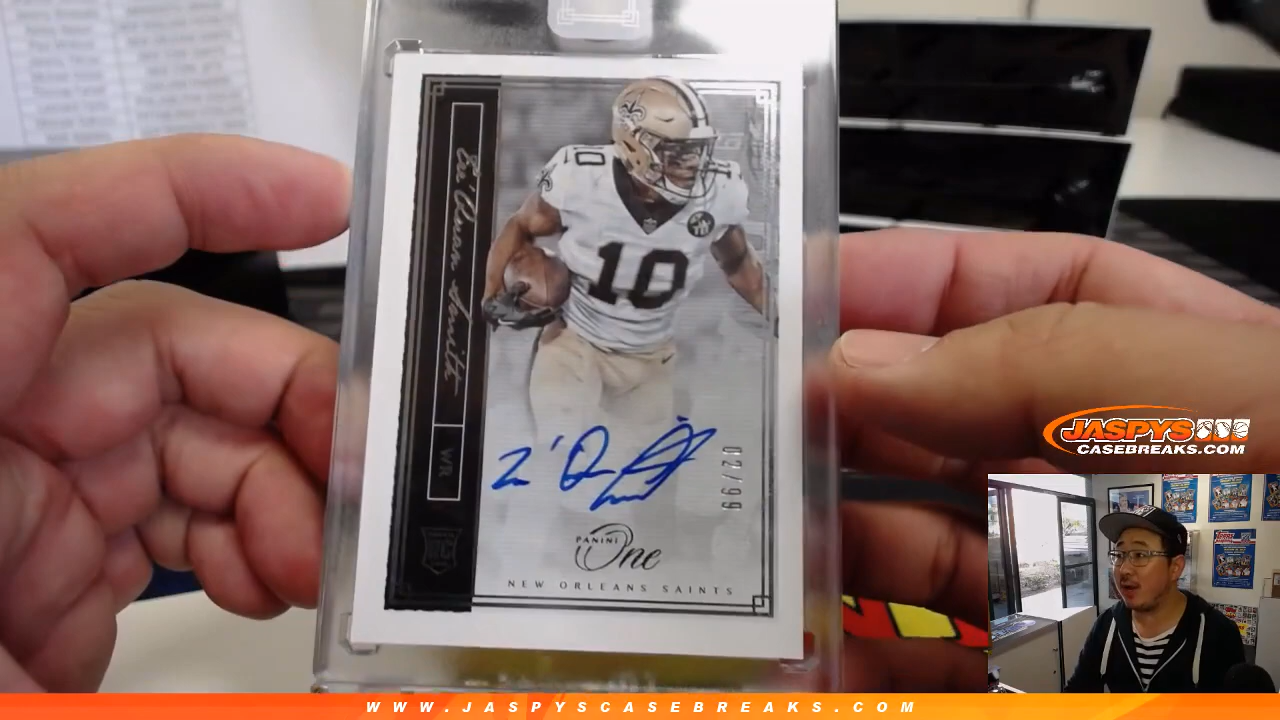 Tre'Quan Smith
WR
RC
10
10
02/99
PANINI
One
NEW ORLEANS SAINTS
JASPYS
CASEBREAKS.COM
WWW.JASPYSCASEBREAKS.COM